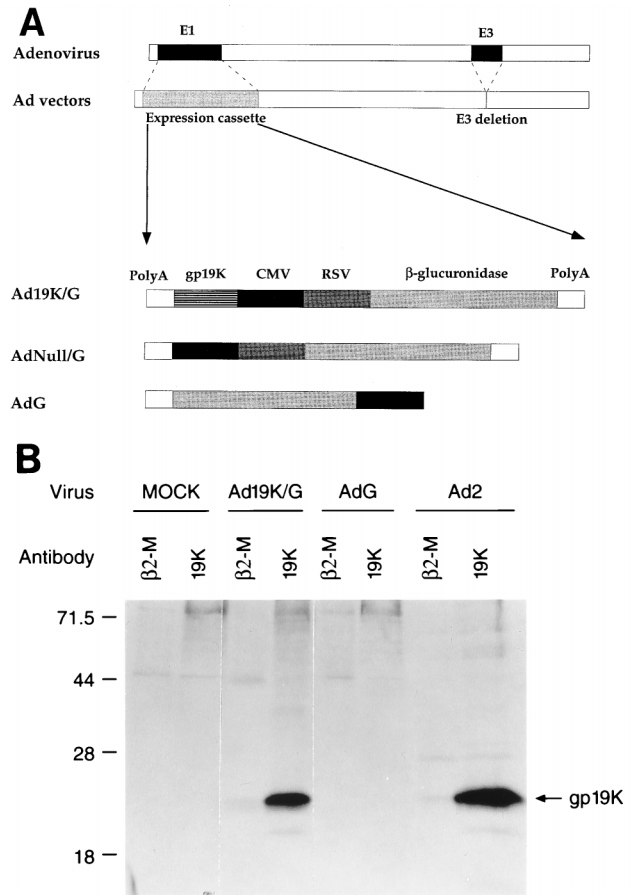 A
E1 E3
Adenovirus
Ad vectors
Expression cassette E3 deletion
PolyA gp19K CMV RSV β-glucuronidase PolyA
Ad19K/G
AdNull/G
AdG
B
Virus MOCK Ad19K/G AdG Ad2
Antibody β2-M 19K β2-M 19K β2-M 19K β2-M 19K
71.5
44
28
gp19K
18